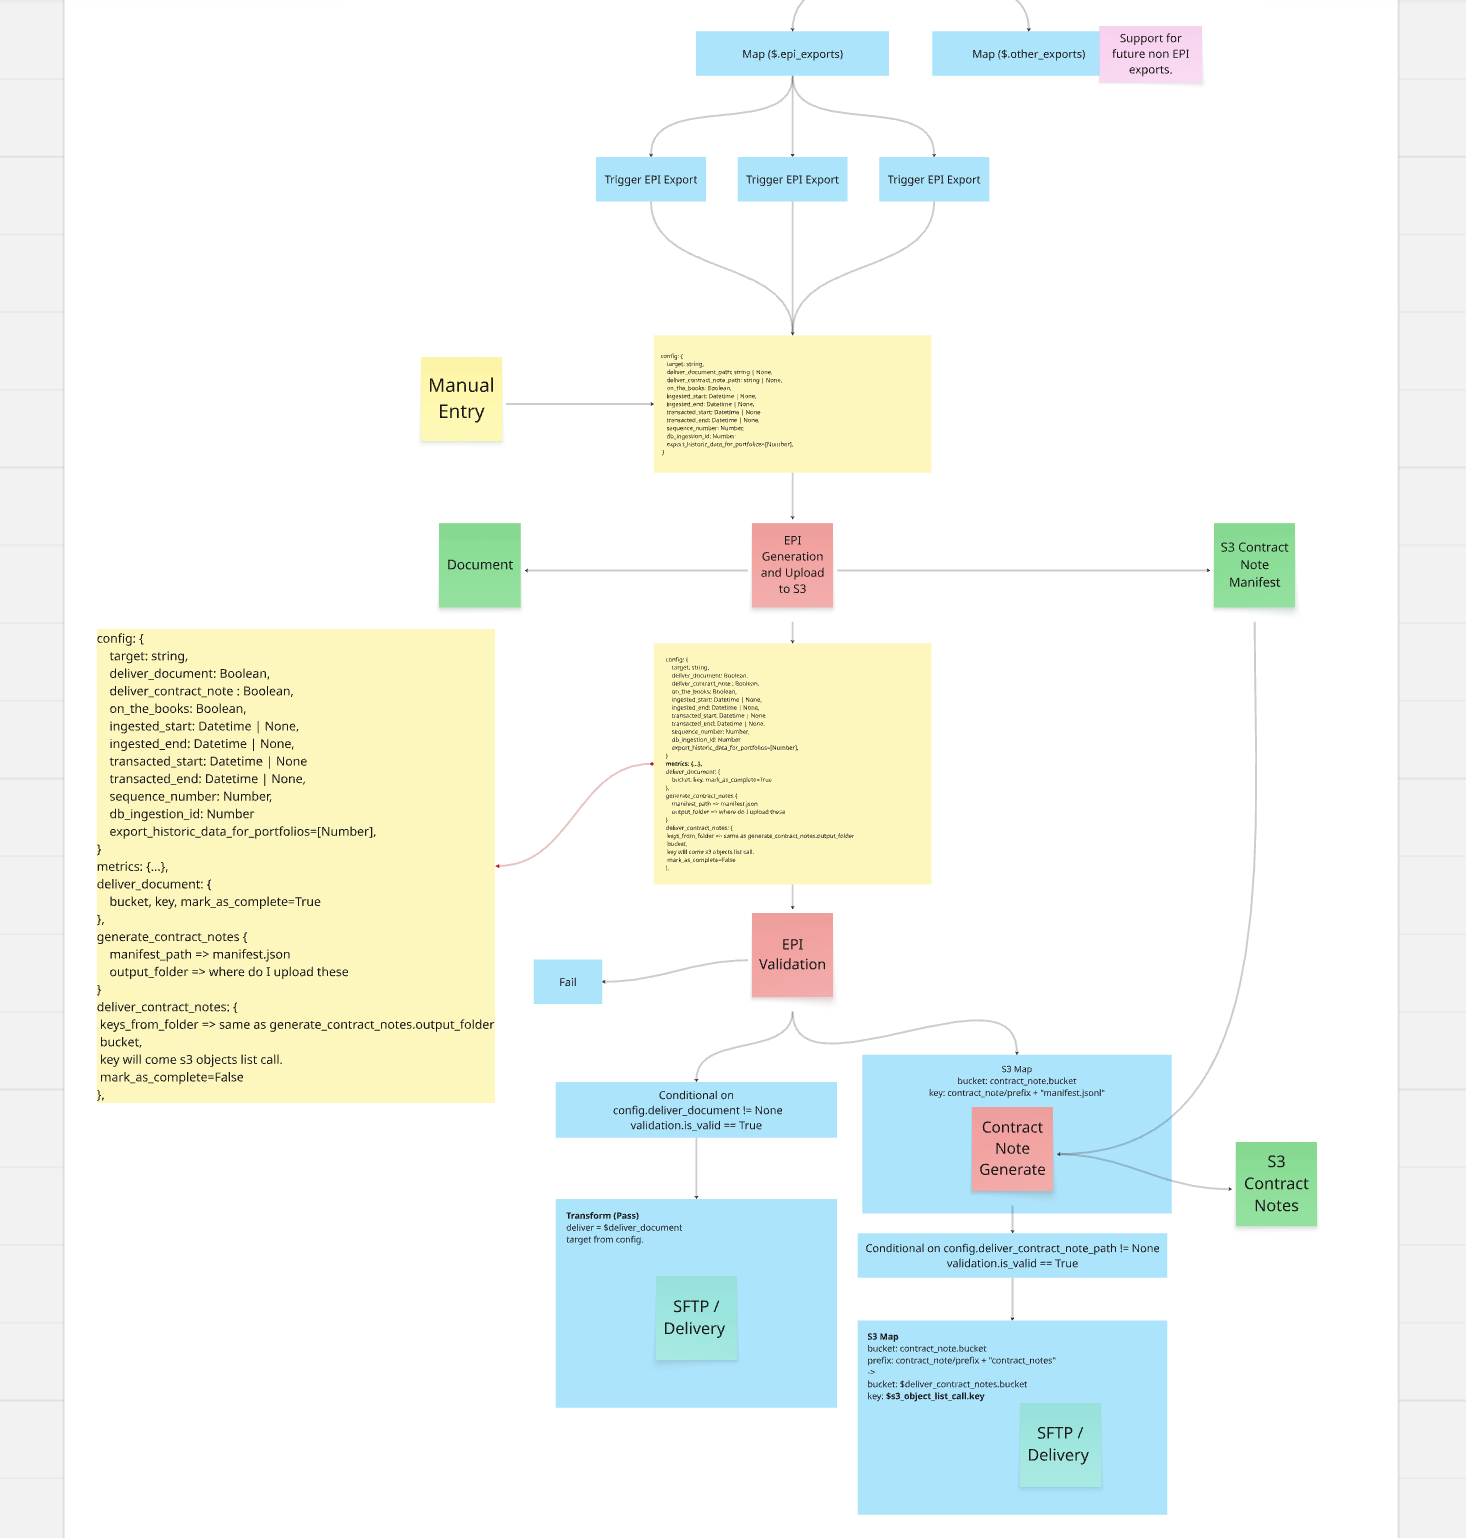 Map ($.epi_exports)
Map ($.other_exports)
Support for
future non EPI
exports.
Trigger EPI Export
Trigger EPI Export
Trigger EPI Export
Manual
Entry
config: {
target: string,
deliver_document_path: string | None,
deliver_contract_note_path: string | None,
on_the_books: Boolean,
ingested_start: Datetime | None,
ingested_end: Datetime | None,
transacted_start: Datetime | None
transacted_end: Datetime | None,
sequence_number: Number,
db_ingestion_id: Number
export_historic_data_for_portfolios=[Number],
}
Document
EPI
Generation
and Upload
to S3
S3 Contract
Note
Manifest
config: {
target: string,
deliver_document: Boolean,
deliver_contract_note : Boolean,
on_the_books: Boolean,
ingested_start: Datetime | None,
ingested_end: Datetime | None,
transacted_start: Datetime | None
transacted_end: Datetime | None,
sequence_number: Number,
db_ingestion_id: Number
export_historic_data_for_portfolios=[Number],
}
metrics: {...},
deliver_document: {
bucket, key, mark_as_complete=True
},
generate_contract_notes {
manifest_path => manifest.json
output_folder => where do I upload these
}
deliver_contract_notes: {
keys_from_folder => same as generate_contract_notes.output_folder
bucket,
key will come s3 objects list call.
mark_as_complete=False
},
config: {
target: string,
deliver_document: Boolean,
deliver_contract_note : Boolean,
on_the_books: Boolean,
ingested_start: Datetime | None,
ingested_end: Datetime | None,
transacted_start: Datetime | None
transacted_end: Datetime | None,
sequence_number: Number,
db_ingestion_id: Number
export_historic_data_for_portfolios=[Number],
}
metrics: {...},
deliver_document: {
bucket, key, mark_as_complete=True
},
generate_contract_notes {
manifest_path => manifest.json
output_folder => where do I upload these
}
deliver_contract_notes: {
keys_from_folder => same as generate_contract_notes.output_folder
bucket,
key will come s3 objects list call.
mark_as_complete=False
},
EPI
Validation
Fail
Conditional on
config.deliver_document != None
validation.is_valid == True
S3 Map
bucket: contract_note.bucket
key: contract_note/prefix + "manifest.jsonl"
Contract
Note
Generate
S3
Contract
Notes
Transform (Pass)
deliver = $deliver_document
target from config.
SFTP /
Delivery
Conditional on config.deliver_contract_note_path != None
validation.is_valid == True
S3 Map
bucket: contract_note.bucket
prefix: contract_note/prefix + "contract_notes"
->
bucket: $deliver_contract_notes.bucket
key: $s3_object_list_call.key
SFTP /
Delivery